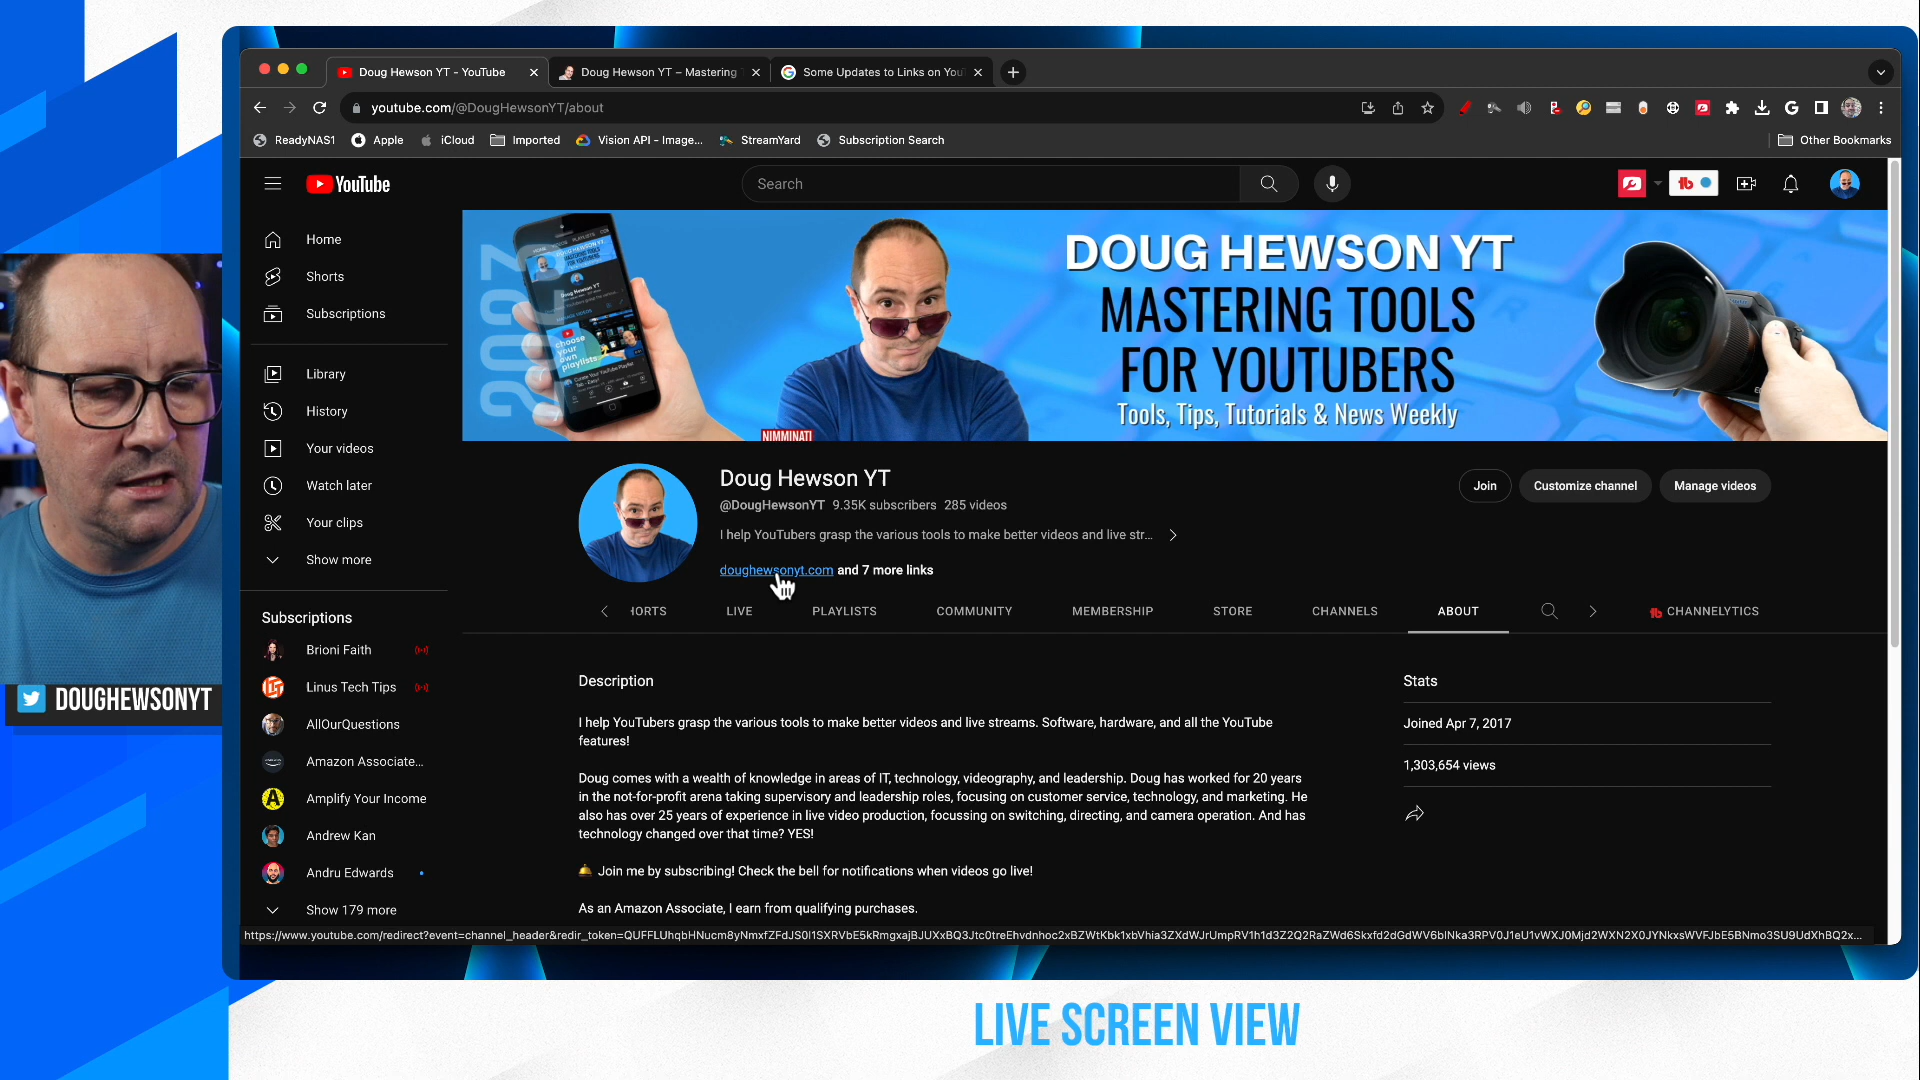 Doug Hewson YT - YouTube
Doug Hewson YT – Mastering
Some Updates to Links on You
youtube.com/@DougHewsonYT/about
ReadyNAS1
Apple
iCloud
Imported
Vision API - Image...
StreamYard
Subscription Search
Other Bookmarks
YouTube
Search
Home
Shorts
Subscriptions
Library
History
Your videos
Watch later
Your clips
Show more
Subscriptions
Brioni Faith
Linus Tech Tips
AllOurQuestions
Amazon Associate...
Amplify Your Income
Andrew Kan
Andru Edwards
Show 179 more
2023
choose
your
own
playlists
NIMMINATI
DOUG HEWSON YT
MASTERING TOOLS
FOR YOUTUBERS
Tools, Tips, Tutorials & News Weekly
Doug Hewson YT
@DougHewsonYT 9.35K subscribers 285 videos
I help YouTubers grasp the various tools to make better videos and live str...
doughewsonyt.com and 7 more links
Join
Customize channel
Manage videos
HORTS
LIVE
PLAYLISTS
COMMUNITY
MEMBERSHIP
STORE
CHANNELS
ABOUT
CHANNELYTICS
Description
I help YouTubers grasp the various tools to make better videos and live streams. Software, hardware, and all the YouTube
features!
Doug comes with a wealth of knowledge in areas of IT, technology, videography, and leadership. Doug has worked for 20 years
in the not-for-profit arena taking supervisory and leadership roles, focusing on customer service, technology, and marketing. He
also has over 25 years of experience in live video production, focussing on switching, directing, and camera operation. And has
technology changed over that time? YES!
Join me by subscribing! Check the bell for notifications when videos go live!
As an Amazon Associate, I earn from qualifying purchases.
Stats
Joined Apr 7, 2017
1,303,654 views
DOUGHEWSONYT
LIVE SCREEN VIEW